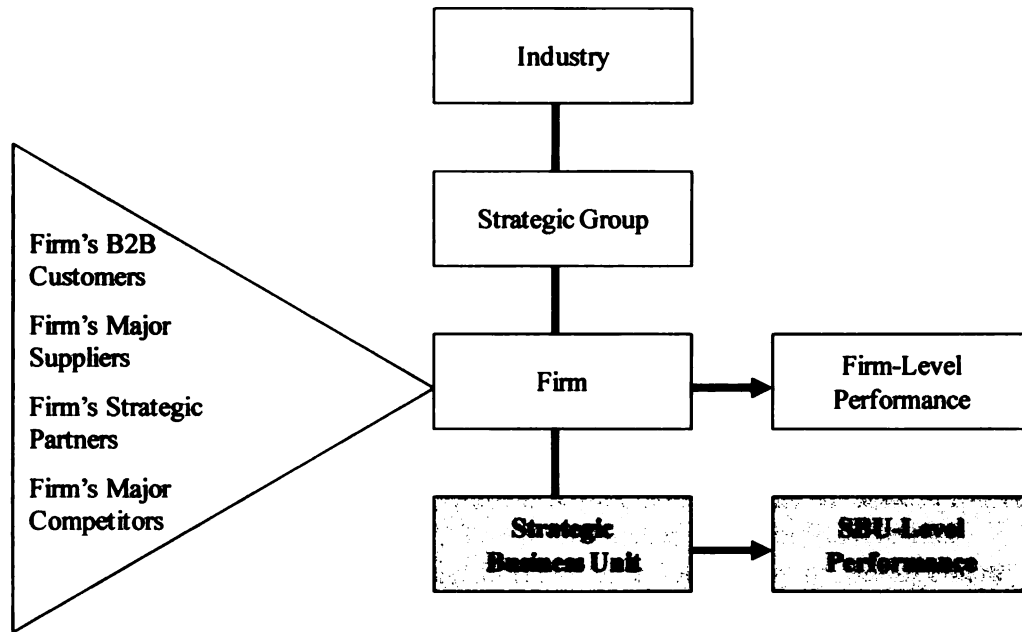 Industry
Strategic Group
Firm's B2B
Customers
Firm's Major
Suppliers
Firm's Strategic
Partners
Firm's Major
Competitors
Firm
Firm-Level
Performance
Strategic
Business Unit
SBU-Level
Performance